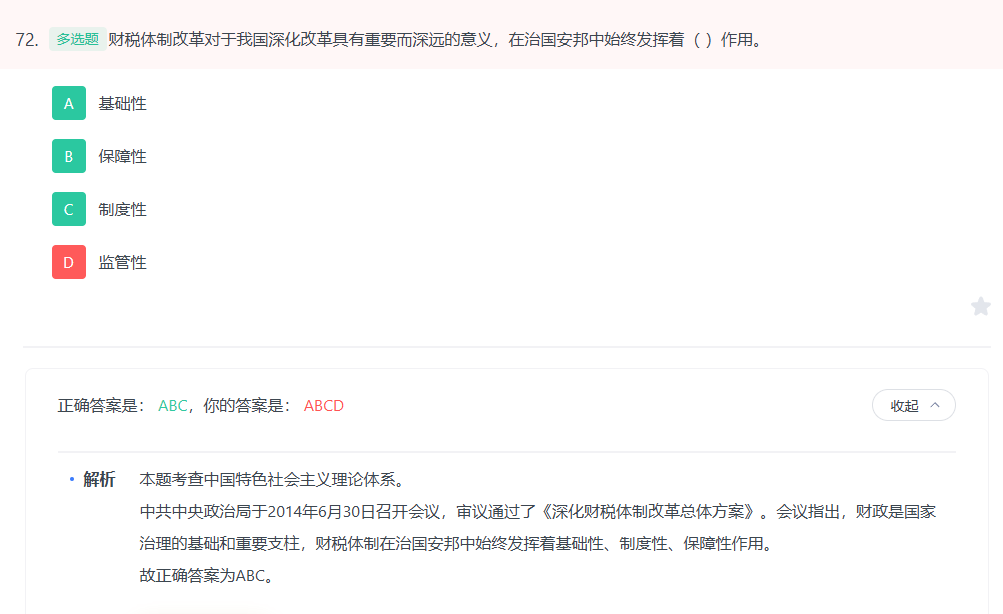 72. 多选题 财税体制改革对于我国深化改革具有重要而深远的意义，在治国安邦中始终发挥着（ ）作用。
A 基础性
B 保障性
C 制度性
D 监管性
正确答案是： ABC，你的答案是： ABCD 收起
解析 本题考查中国特色社会主义理论体系。
中共中央政治局于2014年6月30日召开会议，审议通过了《深化财税体制改革总体方案》。会议指出，财政是国家
治理的基础和重要支柱，财税体制在治国安邦中始终发挥着基础性、制度性、保障性作用。
故正确答案为ABC。